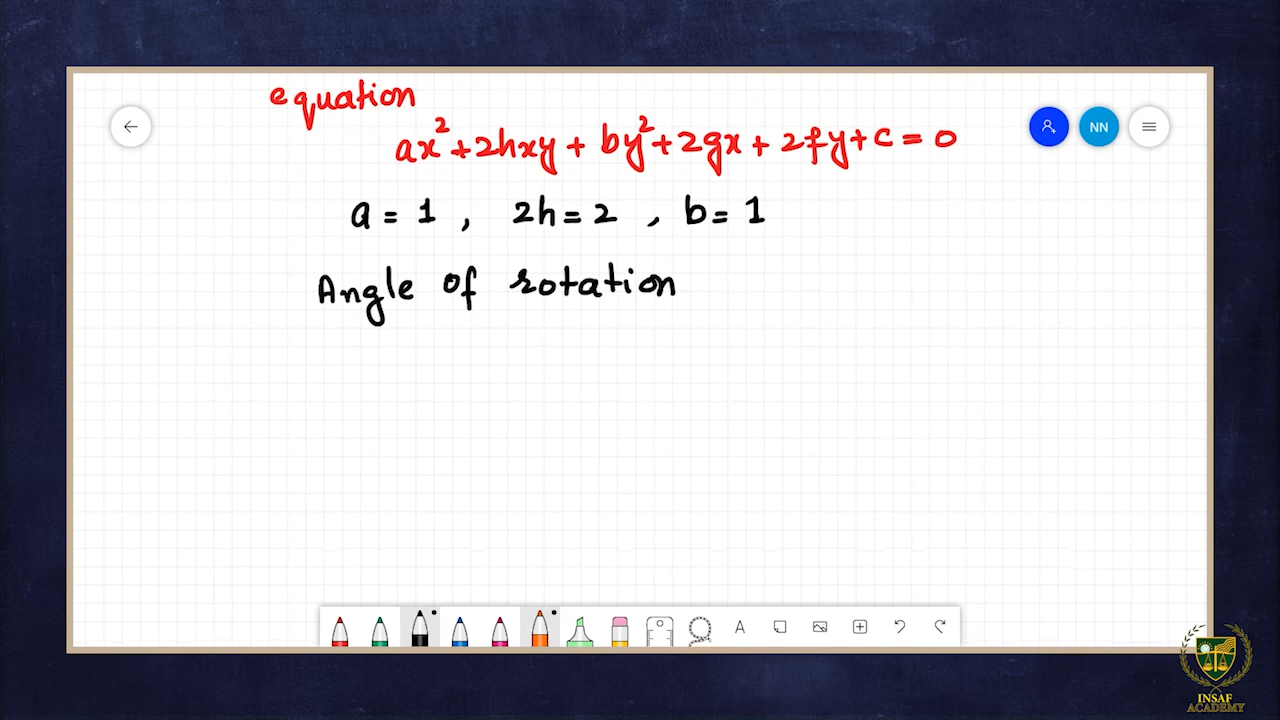 equation
ax²+2hxy + by²+2gx + 2fy+c = 0
a = 1 , 2h = 2 , b = 1
Angle of rotation
NN
A
INSAF
ACADEMY